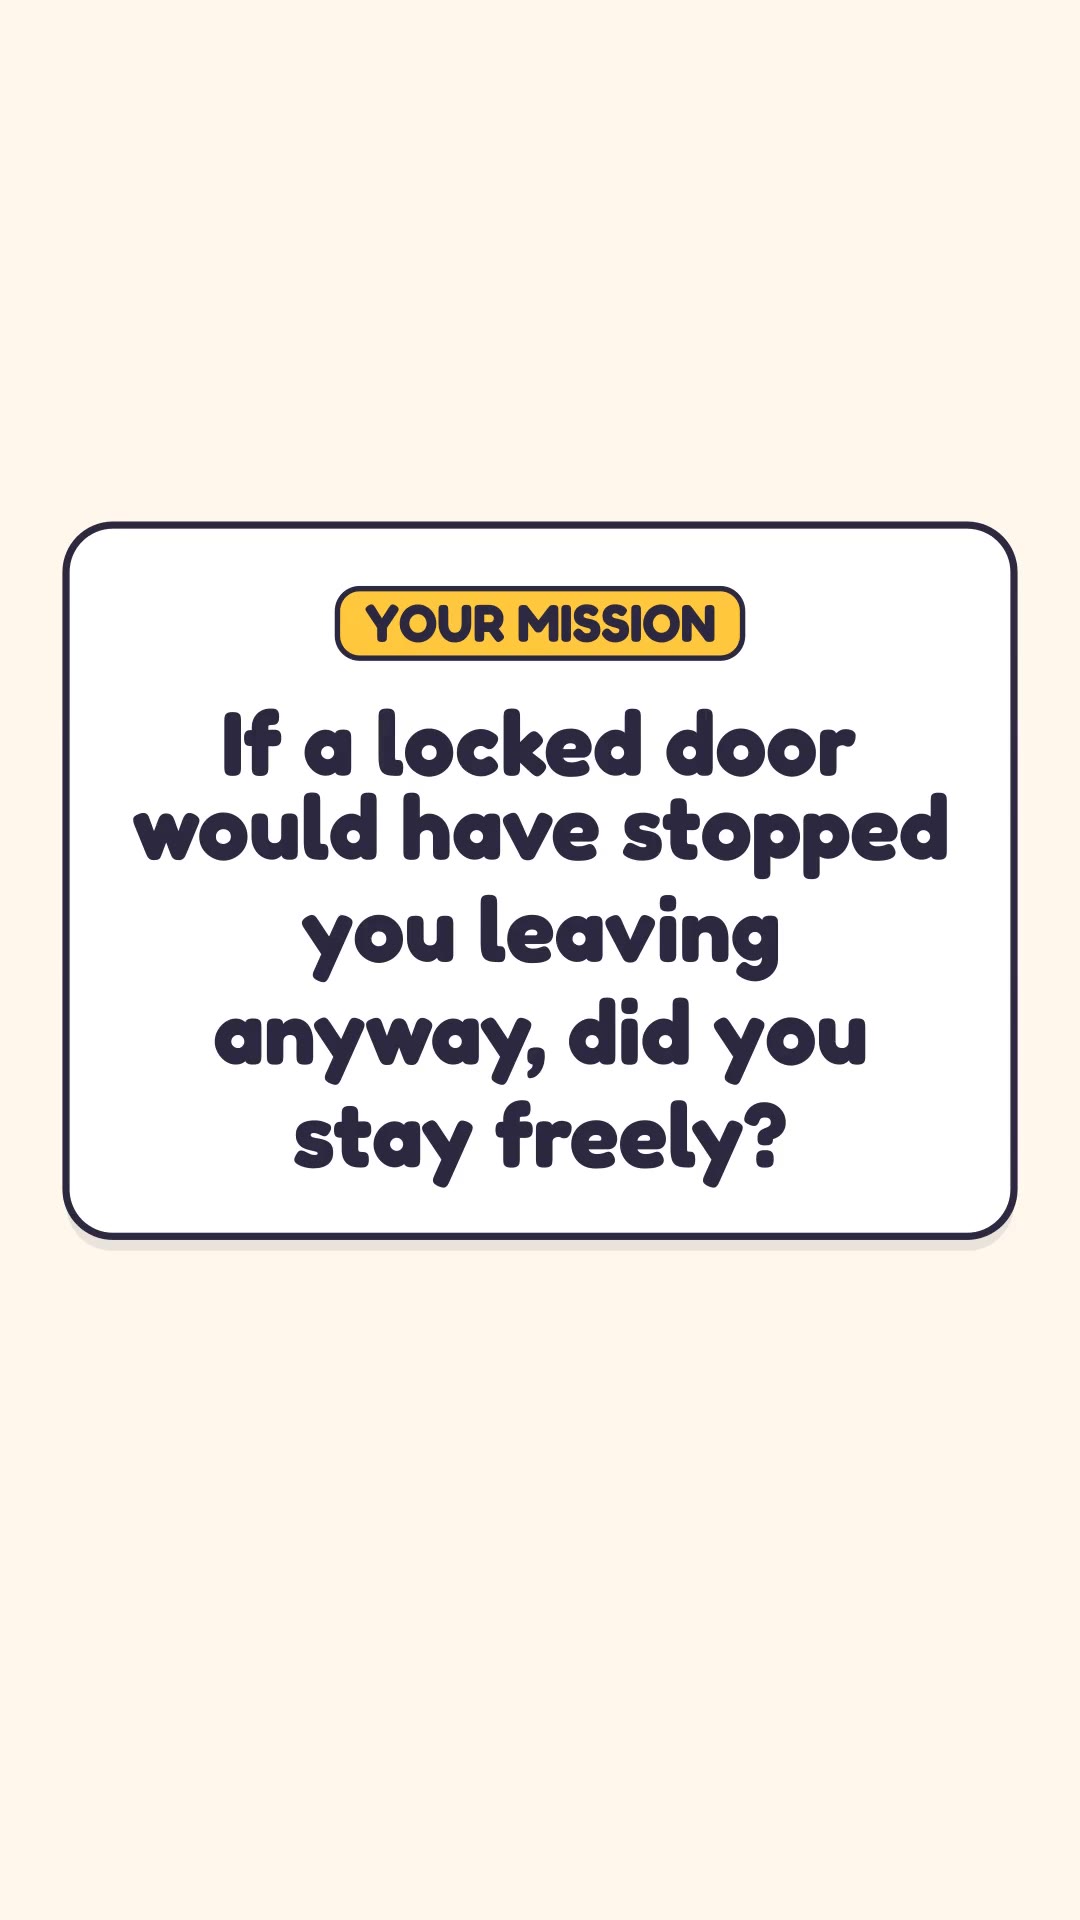 YOUR MISSION
If a locked door
would have stopped
you leaving
anyway, did you
stay freely?